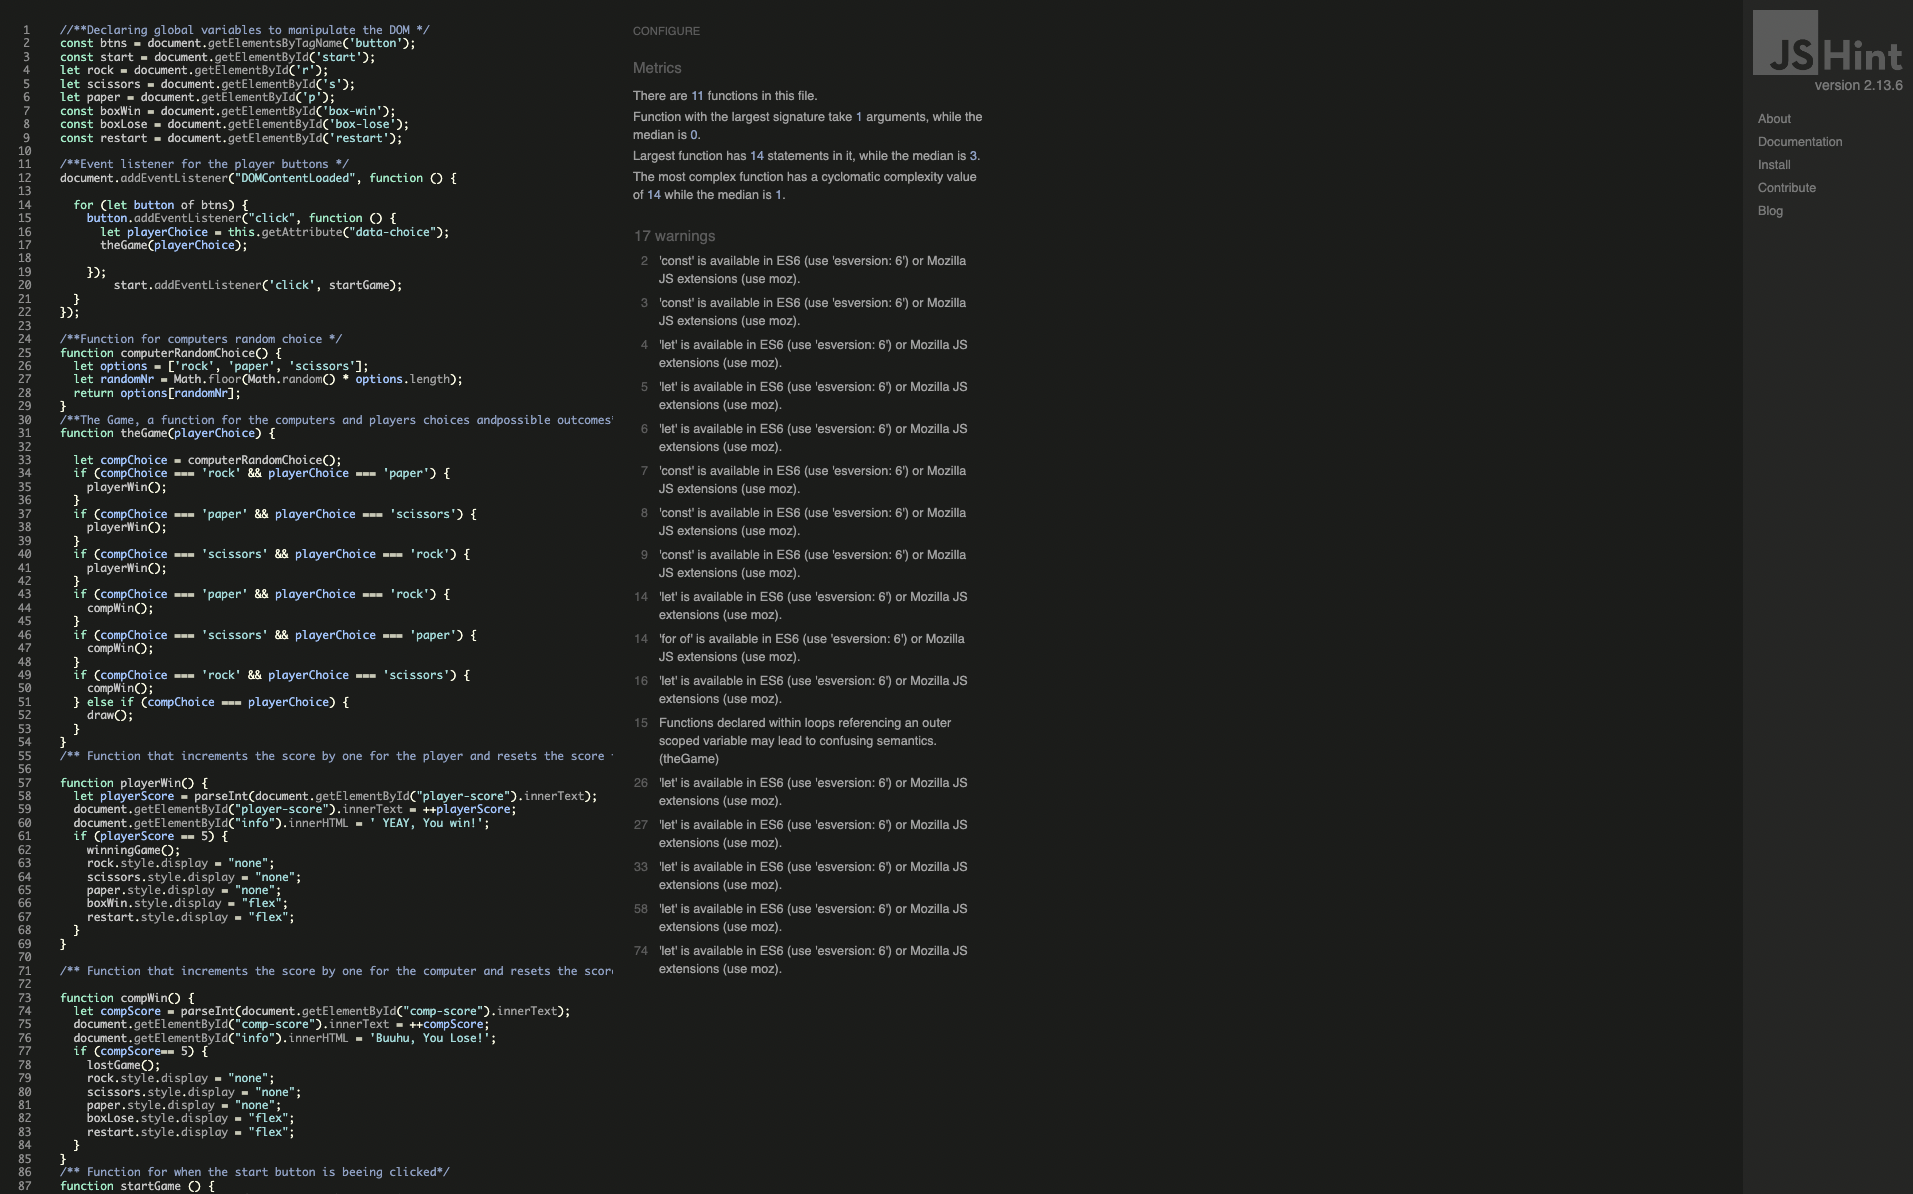 1 //**Declaring global variables to manipulate the DOM */
2 const btns = document.getElementsByTagName('button');
3 const start = document.getElementById('start');
4 let rock = document.getElementById('r');
5 let scissors = document.getElementById('s');
6 let paper = document.getElementById('p');
7 const boxWin = document.getElementById('box-win');
8 const boxLose = document.getElementById('box-lose');
9 const restart = document.getElementById('restart');
10
11 /**Event listener for the player buttons */
12 document.addEventListener("DOMContentLoaded", function () {
13
14 for (let button of btns) {
15 button.addEventListener("click", function () {
16 let playerChoice = this.getAttribute("data-choice");
17 theGame(playerChoice);
18
19 });
20 start.addEventListener('click', startGame);
21 }
22 });
23
24 /**Function for computers random choice */
25 function computerRandomChoice() {
26 let options = ['rock', 'paper', 'scissors'];
27 let randomNr = Math.floor(Math.random() * options.length);
28 return options[randomNr];
29 }
30 /**The Game, a function for the computers and players choices andpossible outcomes*
31 function theGame(playerChoice) {
32
33 let compChoice = computerRandomChoice();
34 if (compChoice === 'rock' && playerChoice === 'paper') {
35 playerWin();
36 }
37 if (compChoice === 'paper' && playerChoice === 'scissors') {
38 playerWin();
39 }
40 if (compChoice === 'scissors' && playerChoice === 'rock') {
41 playerWin();
42 }
43 if (compChoice === 'paper' && playerChoice === 'rock') {
44 compWin();
45 }
46 if (compChoice === 'scissors' && playerChoice === 'paper') {
47 compWin();
48 }
49 if (compChoice === 'rock' && playerChoice === 'scissors') {
50 compWin();
51 } else if (compChoice === playerChoice) {
52 draw();
53 }
54 }
55 /** Function that increments the score by one for the player and resets the score
56
57 function playerWin() {
58 let playerScore = parseInt(document.getElementById("player-score").innerText);
59 document.getElementById("player-score").innerText = ++playerScore;
60 document.getElementById("info").innerHTML = ' YEAY, You win!';
61 if (playerScore == 5) {
62 winningGame();
63 rock.style.display = "none";
64 scissors.style.display = "none";
65 paper.style.display = "none";
66 boxWin.style.display = "flex";
67 restart.style.display = "flex";
68 }
69 }
70
71 /** Function that increments the score by one for the computer and resets the score
72
73 function compWin() {
74 let compScore = parseInt(document.getElementById("comp-score").innerText);
75 document.getElementById("comp-score").innerText = ++compScore;
76 document.getElementById("info").innerHTML = 'Buuhu, You Lose!';
77 if (compScore== 5) {
78 lostGame();
79 rock.style.display = "none";
80 scissors.style.display = "none";
81 paper.style.display = "none";
82 boxLose.style.display = "flex";
83 restart.style.display = "flex";
84 }
85 }
86 /** Function for when the start button is beeing clicked*/
87 function startGame () {
CONFIGURE
Metrics
There are 11 functions in this file.
Function with the largest signature take 1 arguments, while the
median is 0.
Largest function has 14 statements in it, while the median is 3.
The most complex function has a cyclomatic complexity value
of 14 while the median is 1.
17 warnings
2 'const' is available in ES6 (use 'esversion: 6') or Mozilla
JS extensions (use moz).
3 'const' is available in ES6 (use 'esversion: 6') or Mozilla
JS extensions (use moz).
4 'let' is available in ES6 (use 'esversion: 6') or Mozilla JS
extensions (use moz).
5 'let' is available in ES6 (use 'esversion: 6') or Mozilla JS
extensions (use moz).
6 'let' is available in ES6 (use 'esversion: 6') or Mozilla JS
extensions (use moz).
7 'const' is available in ES6 (use 'esversion: 6') or Mozilla
JS extensions (use moz).
8 'const' is available in ES6 (use 'esversion: 6') or Mozilla
JS extensions (use moz).
9 'const' is available in ES6 (use 'esversion: 6') or Mozilla
JS extensions (use moz).
14 'let' is available in ES6 (use 'esversion: 6') or Mozilla JS
extensions (use moz).
14 'for of' is available in ES6 (use 'esversion: 6') or Mozilla
JS extensions (use moz).
16 'let' is available in ES6 (use 'esversion: 6') or Mozilla JS
extensions (use moz).
15 Functions declared within loops referencing an outer
scoped variable may lead to confusing semantics.
(theGame)
26 'let' is available in ES6 (use 'esversion: 6') or Mozilla JS
extensions (use moz).
27 'let' is available in ES6 (use 'esversion: 6') or Mozilla JS
extensions (use moz).
33 'let' is available in ES6 (use 'esversion: 6') or Mozilla JS
extensions (use moz).
58 'let' is available in ES6 (use 'esversion: 6') or Mozilla JS
extensions (use moz).
74 'let' is available in ES6 (use 'esversion: 6') or Mozilla JS
extensions (use moz).
JSHint
version 2.13.6
About
Documentation
Install
Contribute
Blog